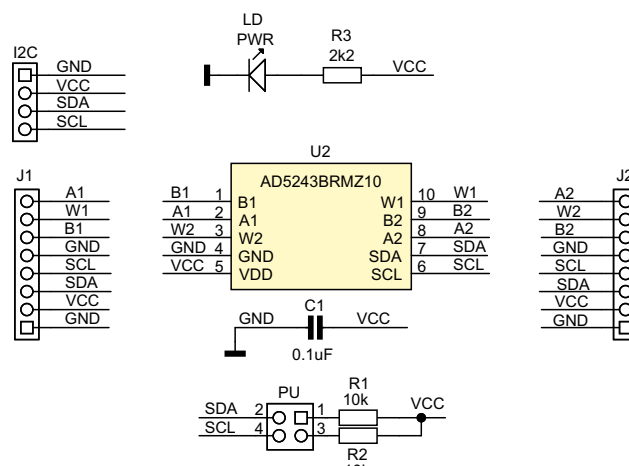 LD
PWR
R3
2k2
VCC
I2C
GND
VCC
SDA
SCL
U2
AD5243BRMZ10
J1
A1
W1
B1
GND
SCL
SDA
VCC
GND
B1 1 B1
A1 2 A1
W2 3 W2
GND 4 GND
VCC 5 VDD
W1 10 W1
B2 9 B2
A2 8 A2
SDA 7 SDA
SCL 6 SCL
J2
A2
W2
B2
GND
SCL
SDA
VCC
GND
C1
GND VCC
0.1uF
PU
R1
10k
VCC
SDA 2 1
SCL 4 3
R2